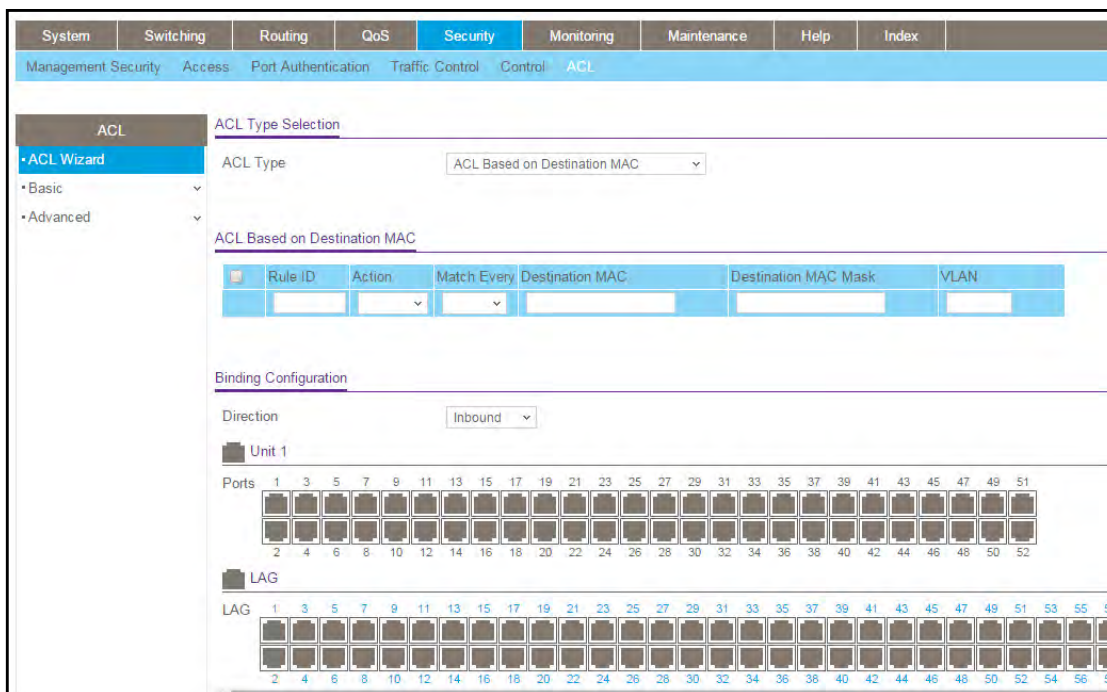 System Switching Routing QoS Security Monitoring Maintenance Help Index
Management Security Access Port Authentication Traffic Control Control ACL
ACL
ACL Wizard
Basic
Advanced
ACL Type Selection
ACL Type ACL Based on Destination MAC
ACL Based on Destination MAC
Rule ID Action Match Every Destination MAC Destination MAC Mask VLAN
Binding Configuration
Direction Inbound
Unit 1
Ports 1 3 5 7 9 11 13 15 17 19 21 23 25 27 29 31 33 35 37 39 41 43 45 47 49 51
2 4 6 8 10 12 14 16 18 20 22 24 26 28 30 32 34 36 38 40 42 44 46 48 50 52
LAG
LAG 1 3 5 7 9 11 13 15 17 19 21 23 25 27 29 31 33 35 37 39 41 43 45 47 49 51 53 55
2 4 6 8 10 12 14 16 18 20 22 24 26 28 30 32 34 36 38 40 42 44 46 48 50 52 54 56